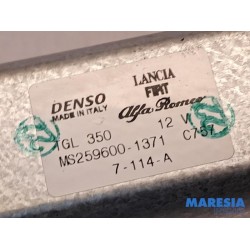 DENSO
MADE IN ITALY
LANCIA
FIAT
Alfa Romeo
TGL 350 12 V
MS259600-1371 C757
7-114-A
MARESIA